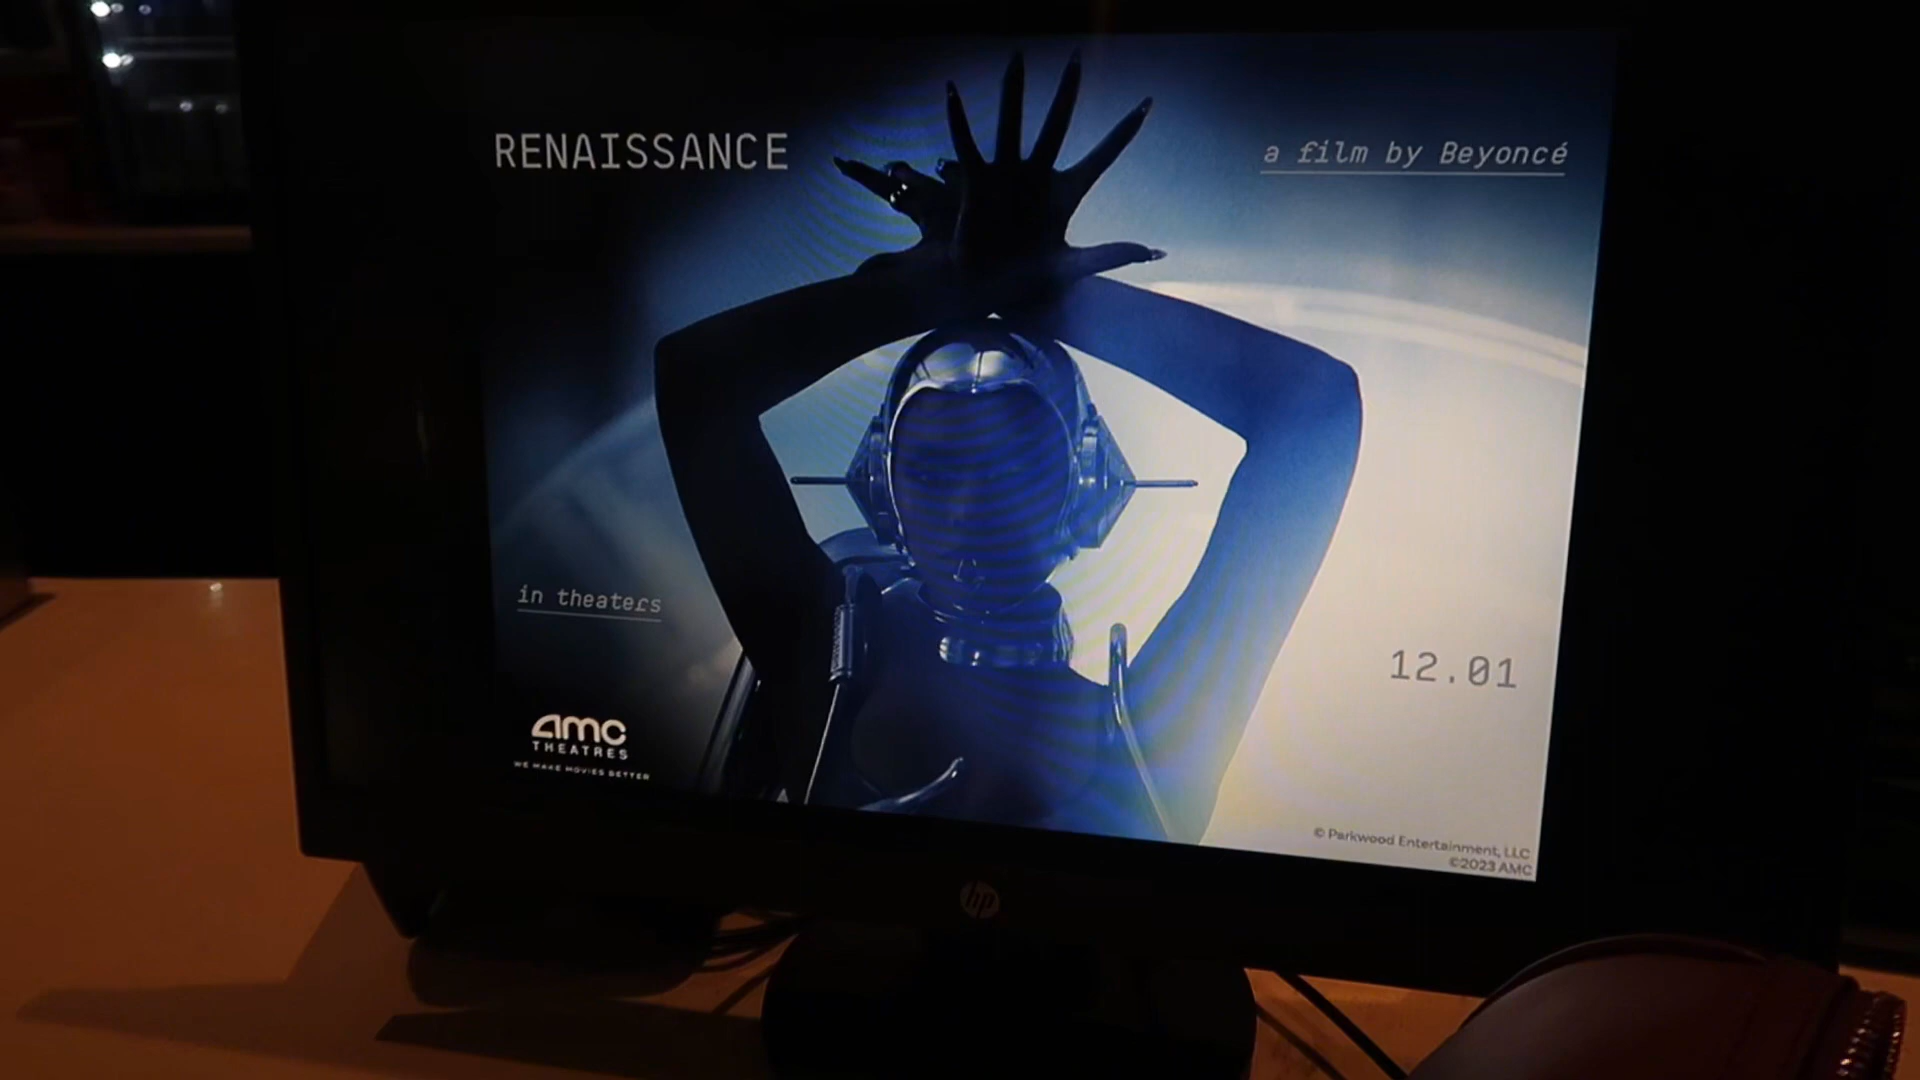 RENAISSANCE
a film by Beyoncé
in theaters
12.01
amc
THEATRES
WE MAKE MOVIES BETTER
© Parkwood Entertainment, LLC
©2023 AMC
hp